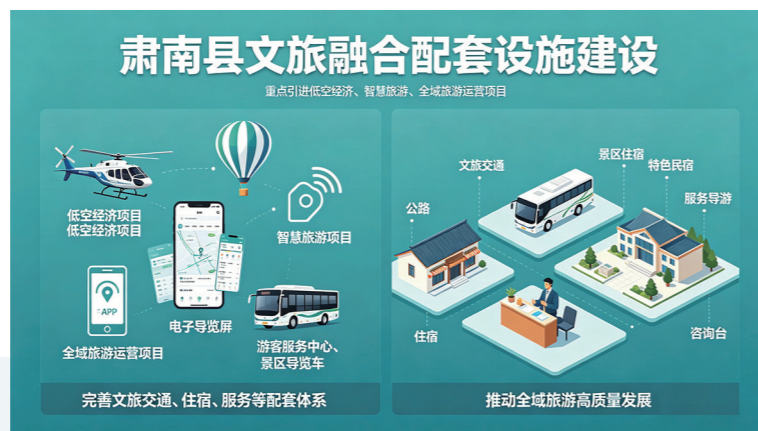 肃南县文旅融合配套设施建设
重点引进低空经济、智慧旅游、全域旅游运营项目
低空经济项目
低空经济项目
智慧旅游项目
APP
全域旅游运营项目
电子导览屏
游客服务中心、
景区导览车
完善文旅交通、住宿、服务等配套体系
文旅交通
景区住宿
特色民宿
公路
服务导游
住宿
咨询台
推动全域旅游高质量发展